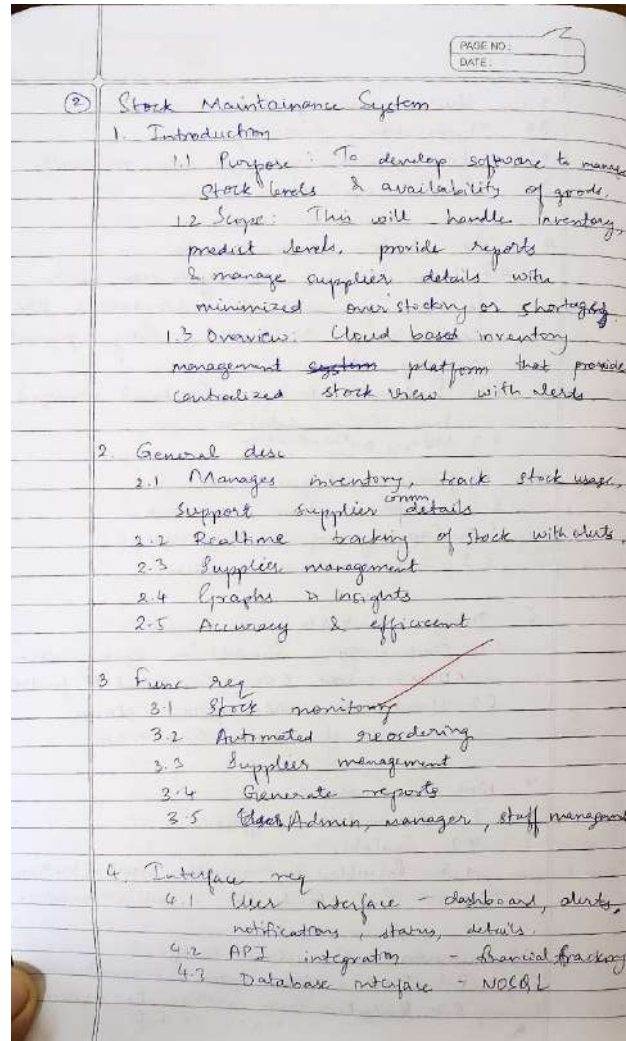 PAGE NO:
DATE:
② Stock Maintainance System
1. Introduction
1.1 Purpose: To develop software to manage
stock levels & availability of goods.
1.2 Scope: This will handle inventory,
predict levels, provide reports
& manage supplier details with
minimized over stocking or shortages
1.3 Overview: Cloud based inventory
management system platform that provide
centralized stock view with alerts
2. General desc
2.1 Manages inventory, track stock usage,
comm
support supplier details
2.2 Realtime tracking of stock with alerts.
2.3 Supplier management
2.4 Graphs & Insights
2.5 Accuracy & efficient
3 Func req
3.1 Stock monitoring
3.2 Automated reordering
3.3 Supplier management
3.4 Generate reports
3.5 User Admin, manager, staff management
4. Interface req
4.1 User interface - dashboard, alerts,
notifications, status, details.
4.2 API integration - financial tracking
4.3 Database interface - NOSQL